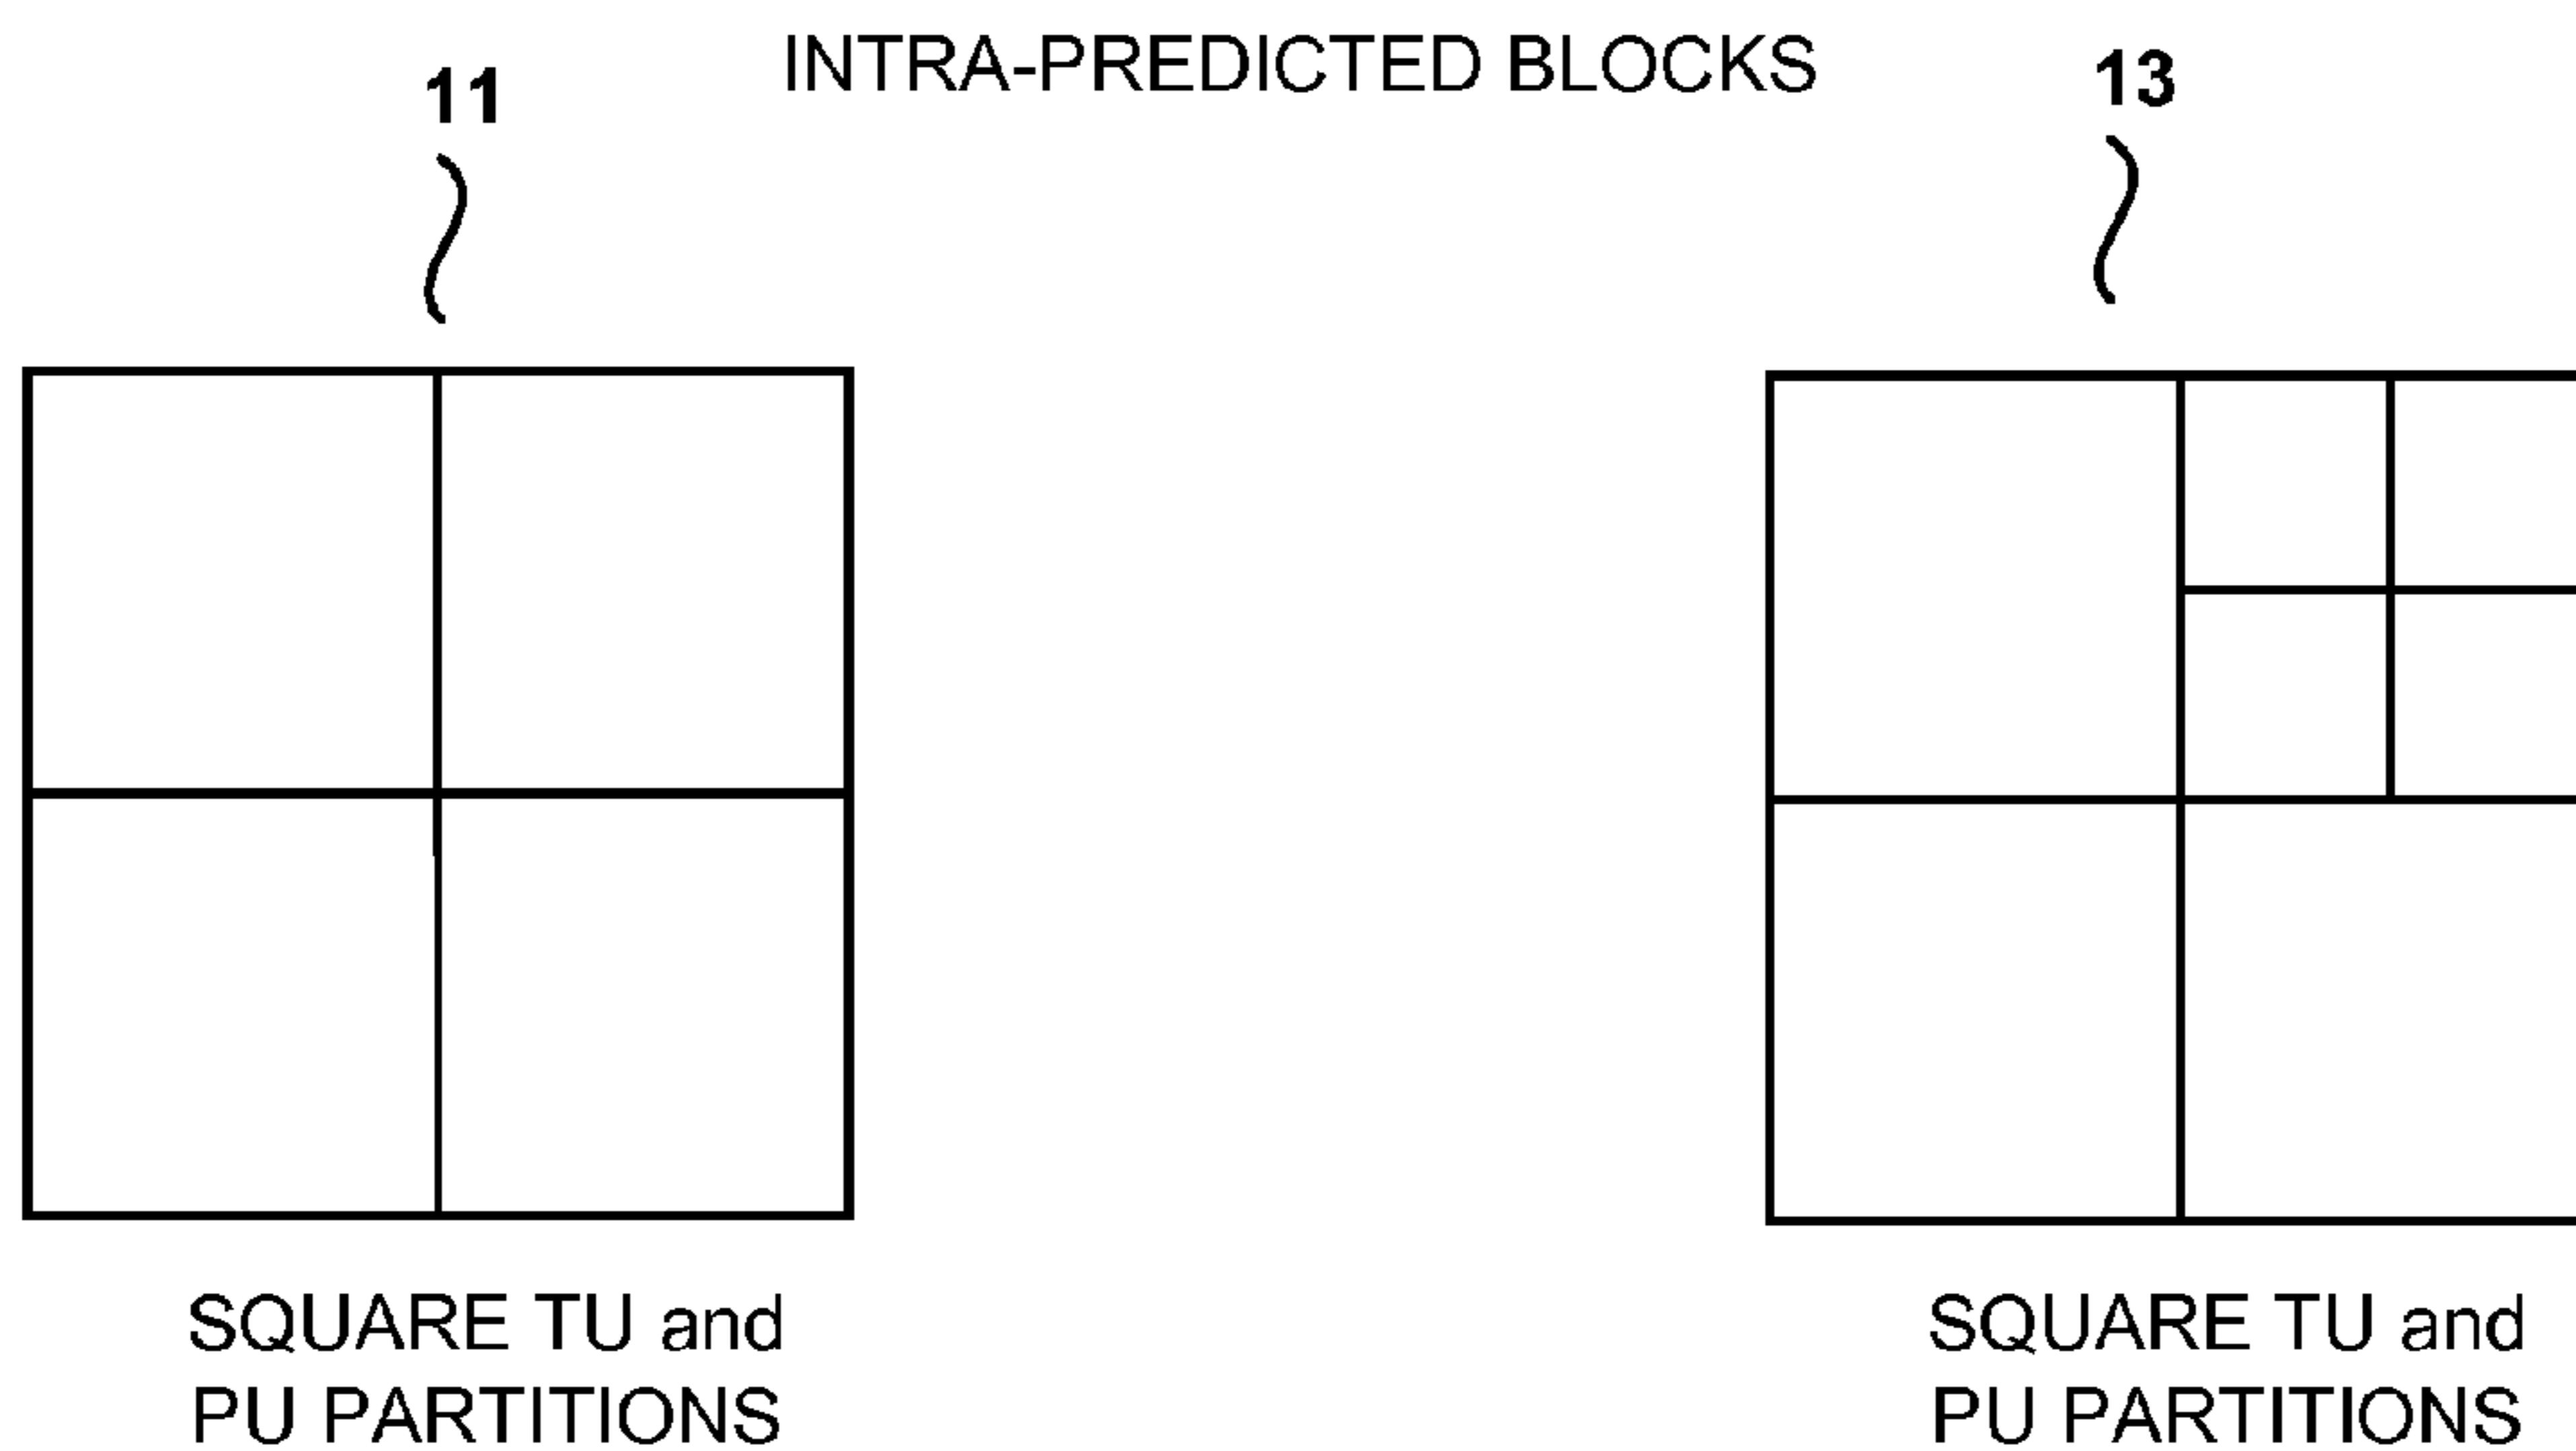 INTRA-PREDICTED BLOCKS
11
13
SQUARE TU and
PU PARTITIONS
SQUARE TU and
PU PARTITIONS